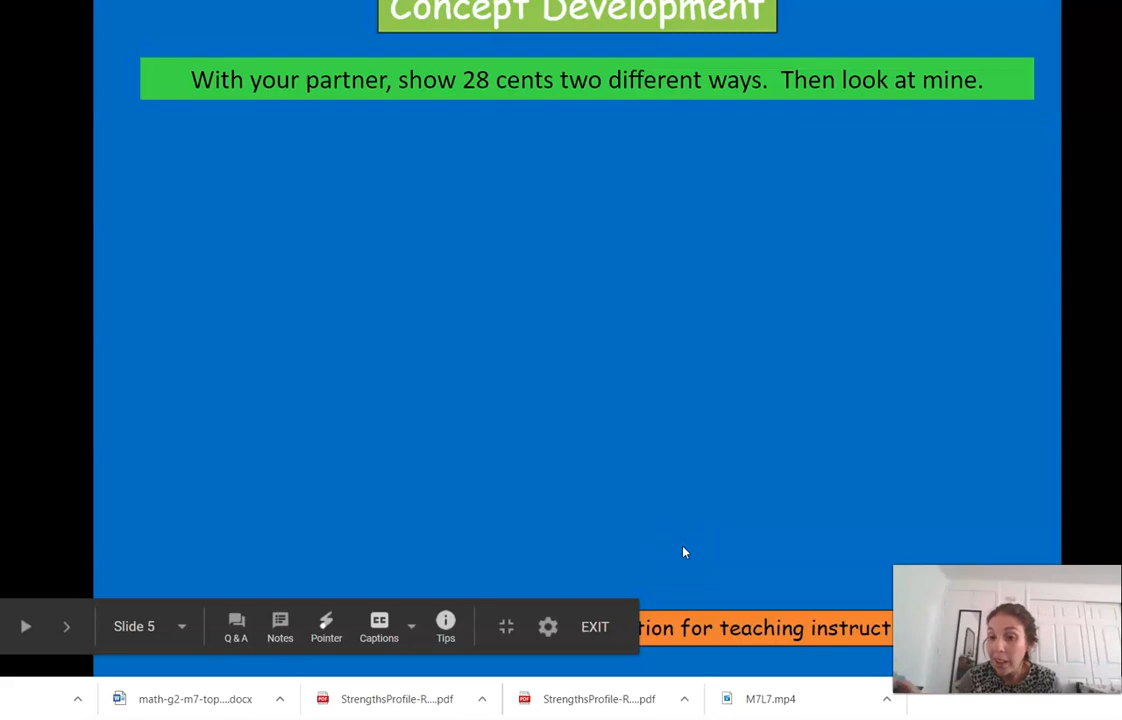 Concept Development
With your partner, show 28 cents two different ways. Then look at mine.
tion for teaching instruct
Slide 5
Q & A
Notes
Pointer
CC
Captions
Tips
EXIT
math-g2-m7-top....docx
StrengthsProfile-R....pdf
StrengthsProfile-R....pdf
M7L7.mp4